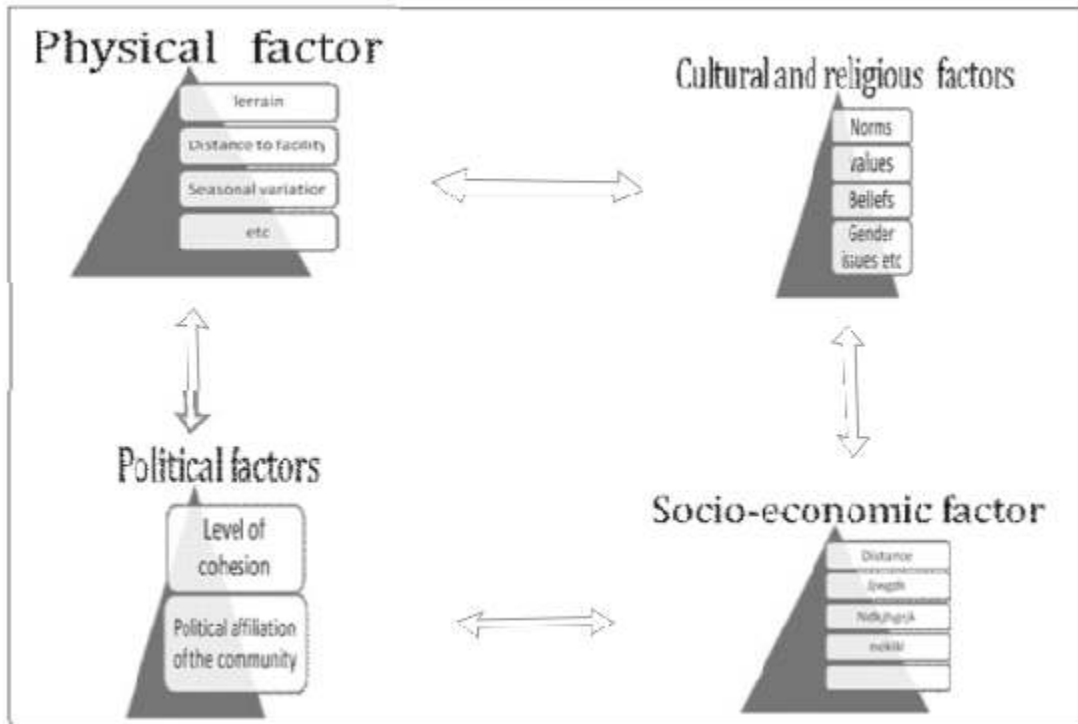 Physical factor
Terrain
Distance to facility
Seasonal variation
etc
Cultural and religious factors
Norms
values
Beliefs
Gender
issues etc
Political factors
Level of
cohesion
Political affiliation
of the community
Socio-economic factor
Distance